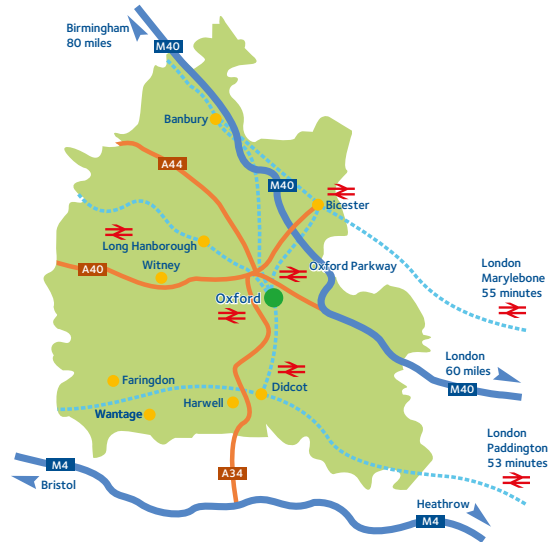 Birmingham
80 miles
M40
Banbury
A44
M40
Bicester
Long Hanborough
Oxford Parkway
A40
Witney
London
Marylebone
55 minutes
Oxford
London
60 miles
M40
Faringdon
Didcot
Wantage
Harwell
London
Paddington
53 minutes
M4
Bristol
A34
Heathrow
M4